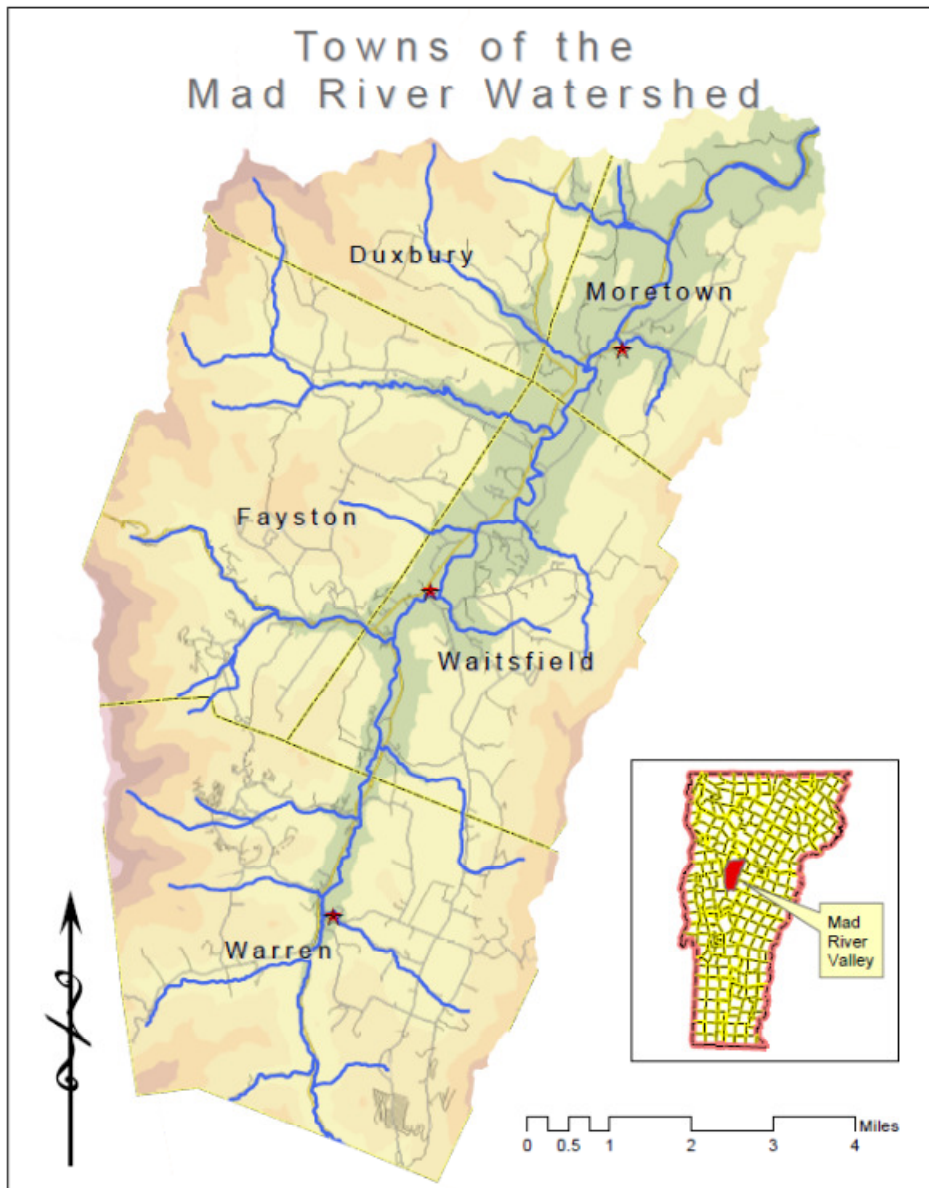 Towns of the
Mad River Watershed
Duxbury
Moretown
Fayston
Waitsfield
Warren
Mad
River
Valley
Miles
0 0.5 1 2 3 4